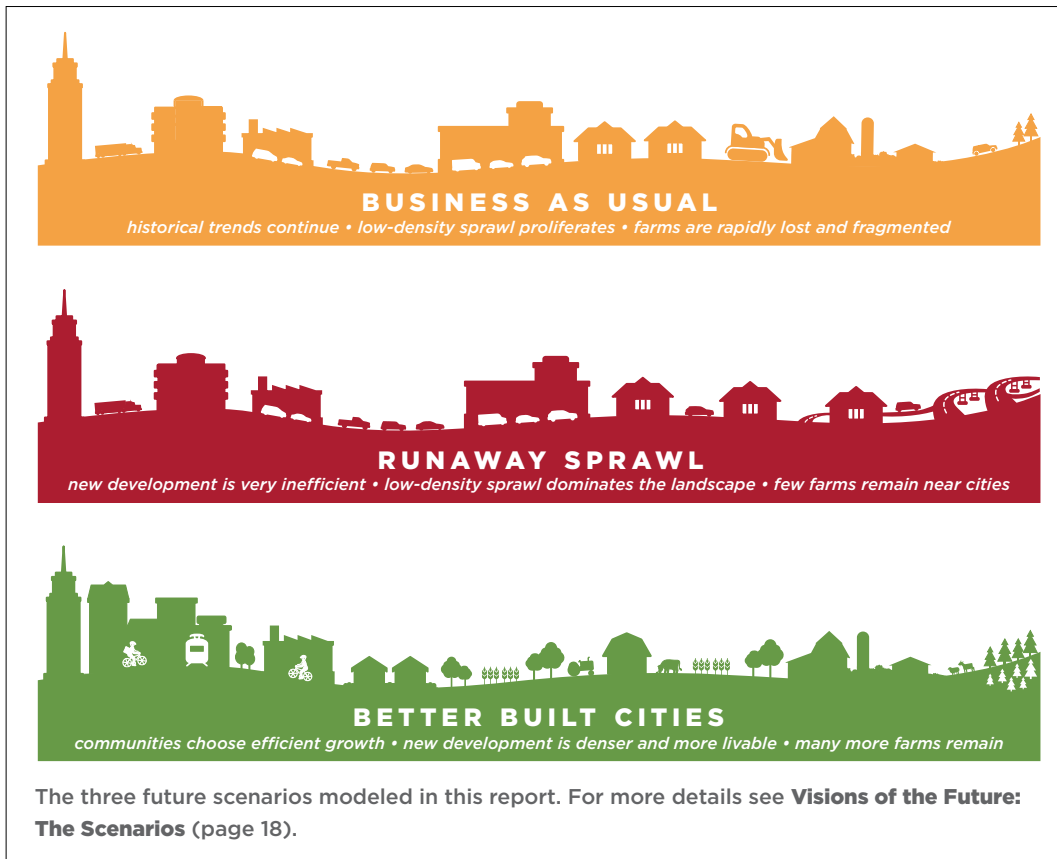 BUSINESS AS USUAL
historical trends continue • low-density sprawl proliferates • farms are rapidly lost and fragmented
RUNAWAY SPRAWL
new development is very inefficient • low-density sprawl dominates the landscape • few farms remain near cities
BETTER BUILT CITIES
communities choose efficient growth • new development is denser and more livable • many more farms remain
The three future scenarios modeled in this report. For more details see Visions of the Future:
The Scenarios (page 18).